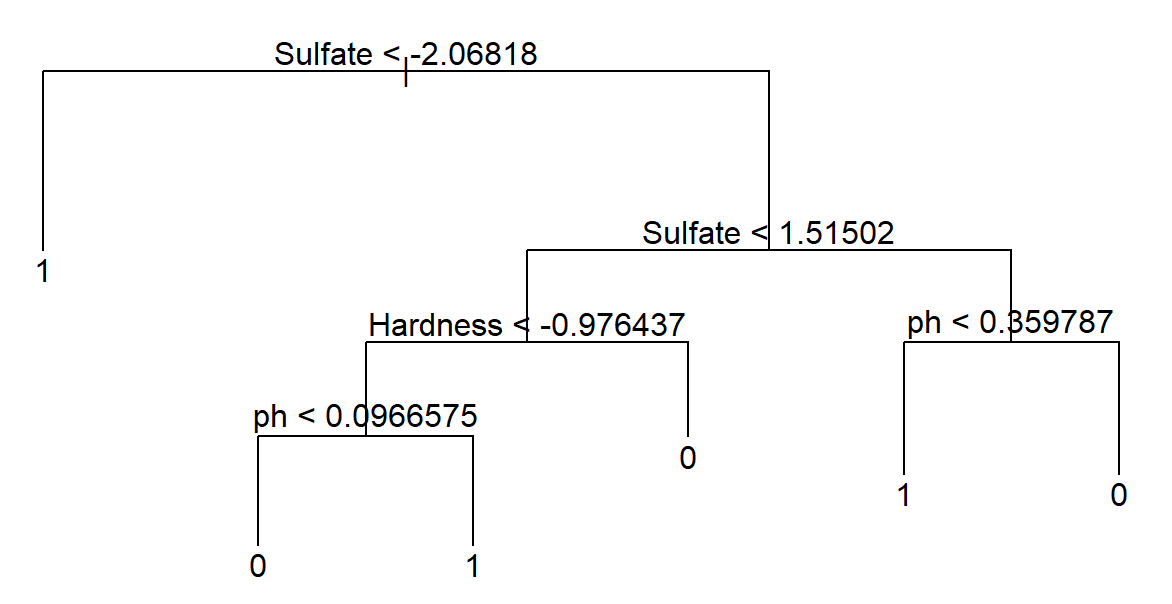 Sulfate < -2.06818
Sulfate < 1.51502
1
Hardness < -0.976437
ph < 0.359787
ph < 0.0966575
0
1
0
0
1